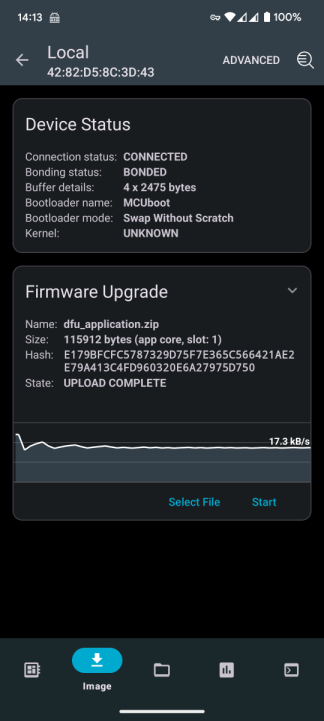 14:13
100%
Local
42:82:D5:8C:3D:43
ADVANCED
Device Status
Connection status: CONNECTED
Bonding status: BONDED
Buffer details: 4 x 2475 bytes
Bootloader name: MCUboot
Bootloader mode: Swap Without Scratch
Kernel: UNKNOWN
Firmware Upgrade
Name: dfu_application.zip
Size: 115912 bytes (app core, slot: 1)
Hash: E179BFCFC5787329D75F7E365C566421AE2
E79A413C4FD960320E6A27975D750
State: UPLOAD COMPLETE
17.3 kB/s
Select File
Start
Image